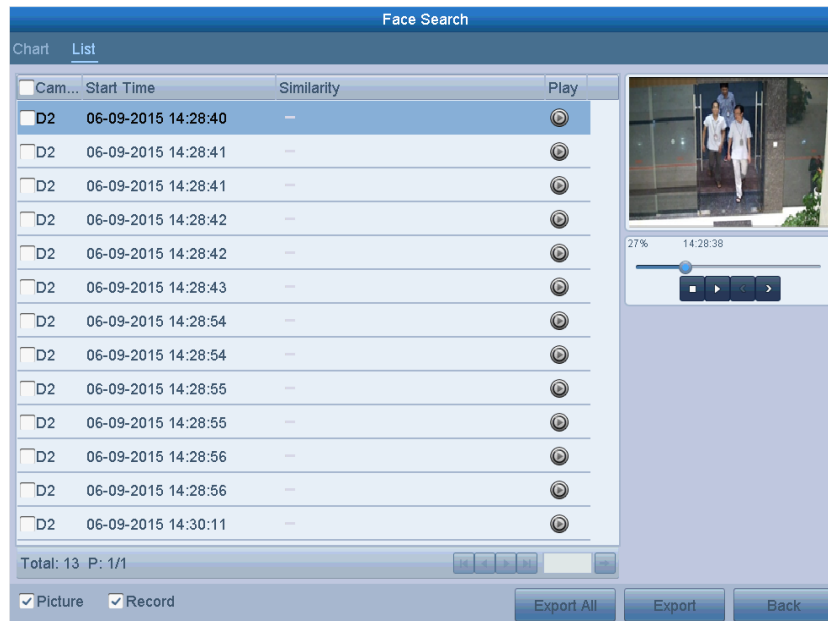 Face Search
Chart List
Cam... Start Time Similarity Play
D2 06-09-2015 14:28:40 —
D2 06-09-2015 14:28:41 —
D2 06-09-2015 14:28:41 —
D2 06-09-2015 14:28:42 —
D2 06-09-2015 14:28:42 —
D2 06-09-2015 14:28:43 —
D2 06-09-2015 14:28:54 —
D2 06-09-2015 14:28:54 —
D2 06-09-2015 14:28:55 —
D2 06-09-2015 14:28:55 —
D2 06-09-2015 14:28:56 —
D2 06-09-2015 14:28:56 —
D2 06-09-2015 14:30:11 —
27% 14:28:38
Total: 13 P: 1/1
Picture Record
Export All Export Back